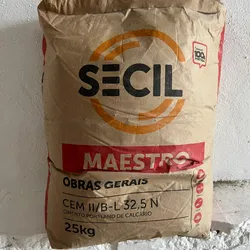 SECIL
MAESTRO
OBRAS GERAIS
CEM II/B-L 32,5 N
CIMENTO PORTLAND DE CALCÁRIO
25kg